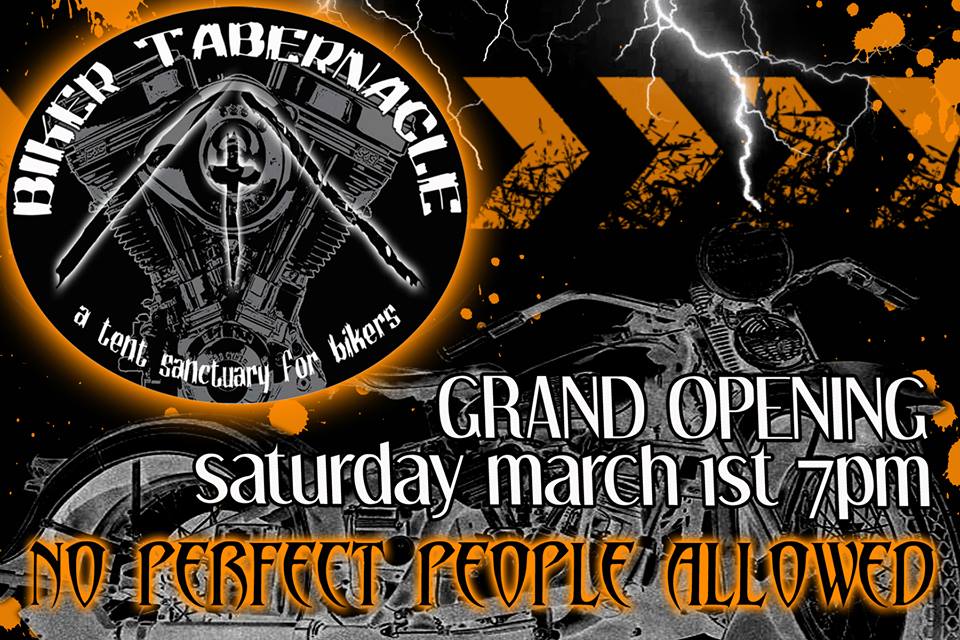 BIKER TABERNACLE
a tent sanctuary for bikers
GRAND OPENING
saturday march 1st 7pm
NO PERFECT PEOPLE ALLOWED